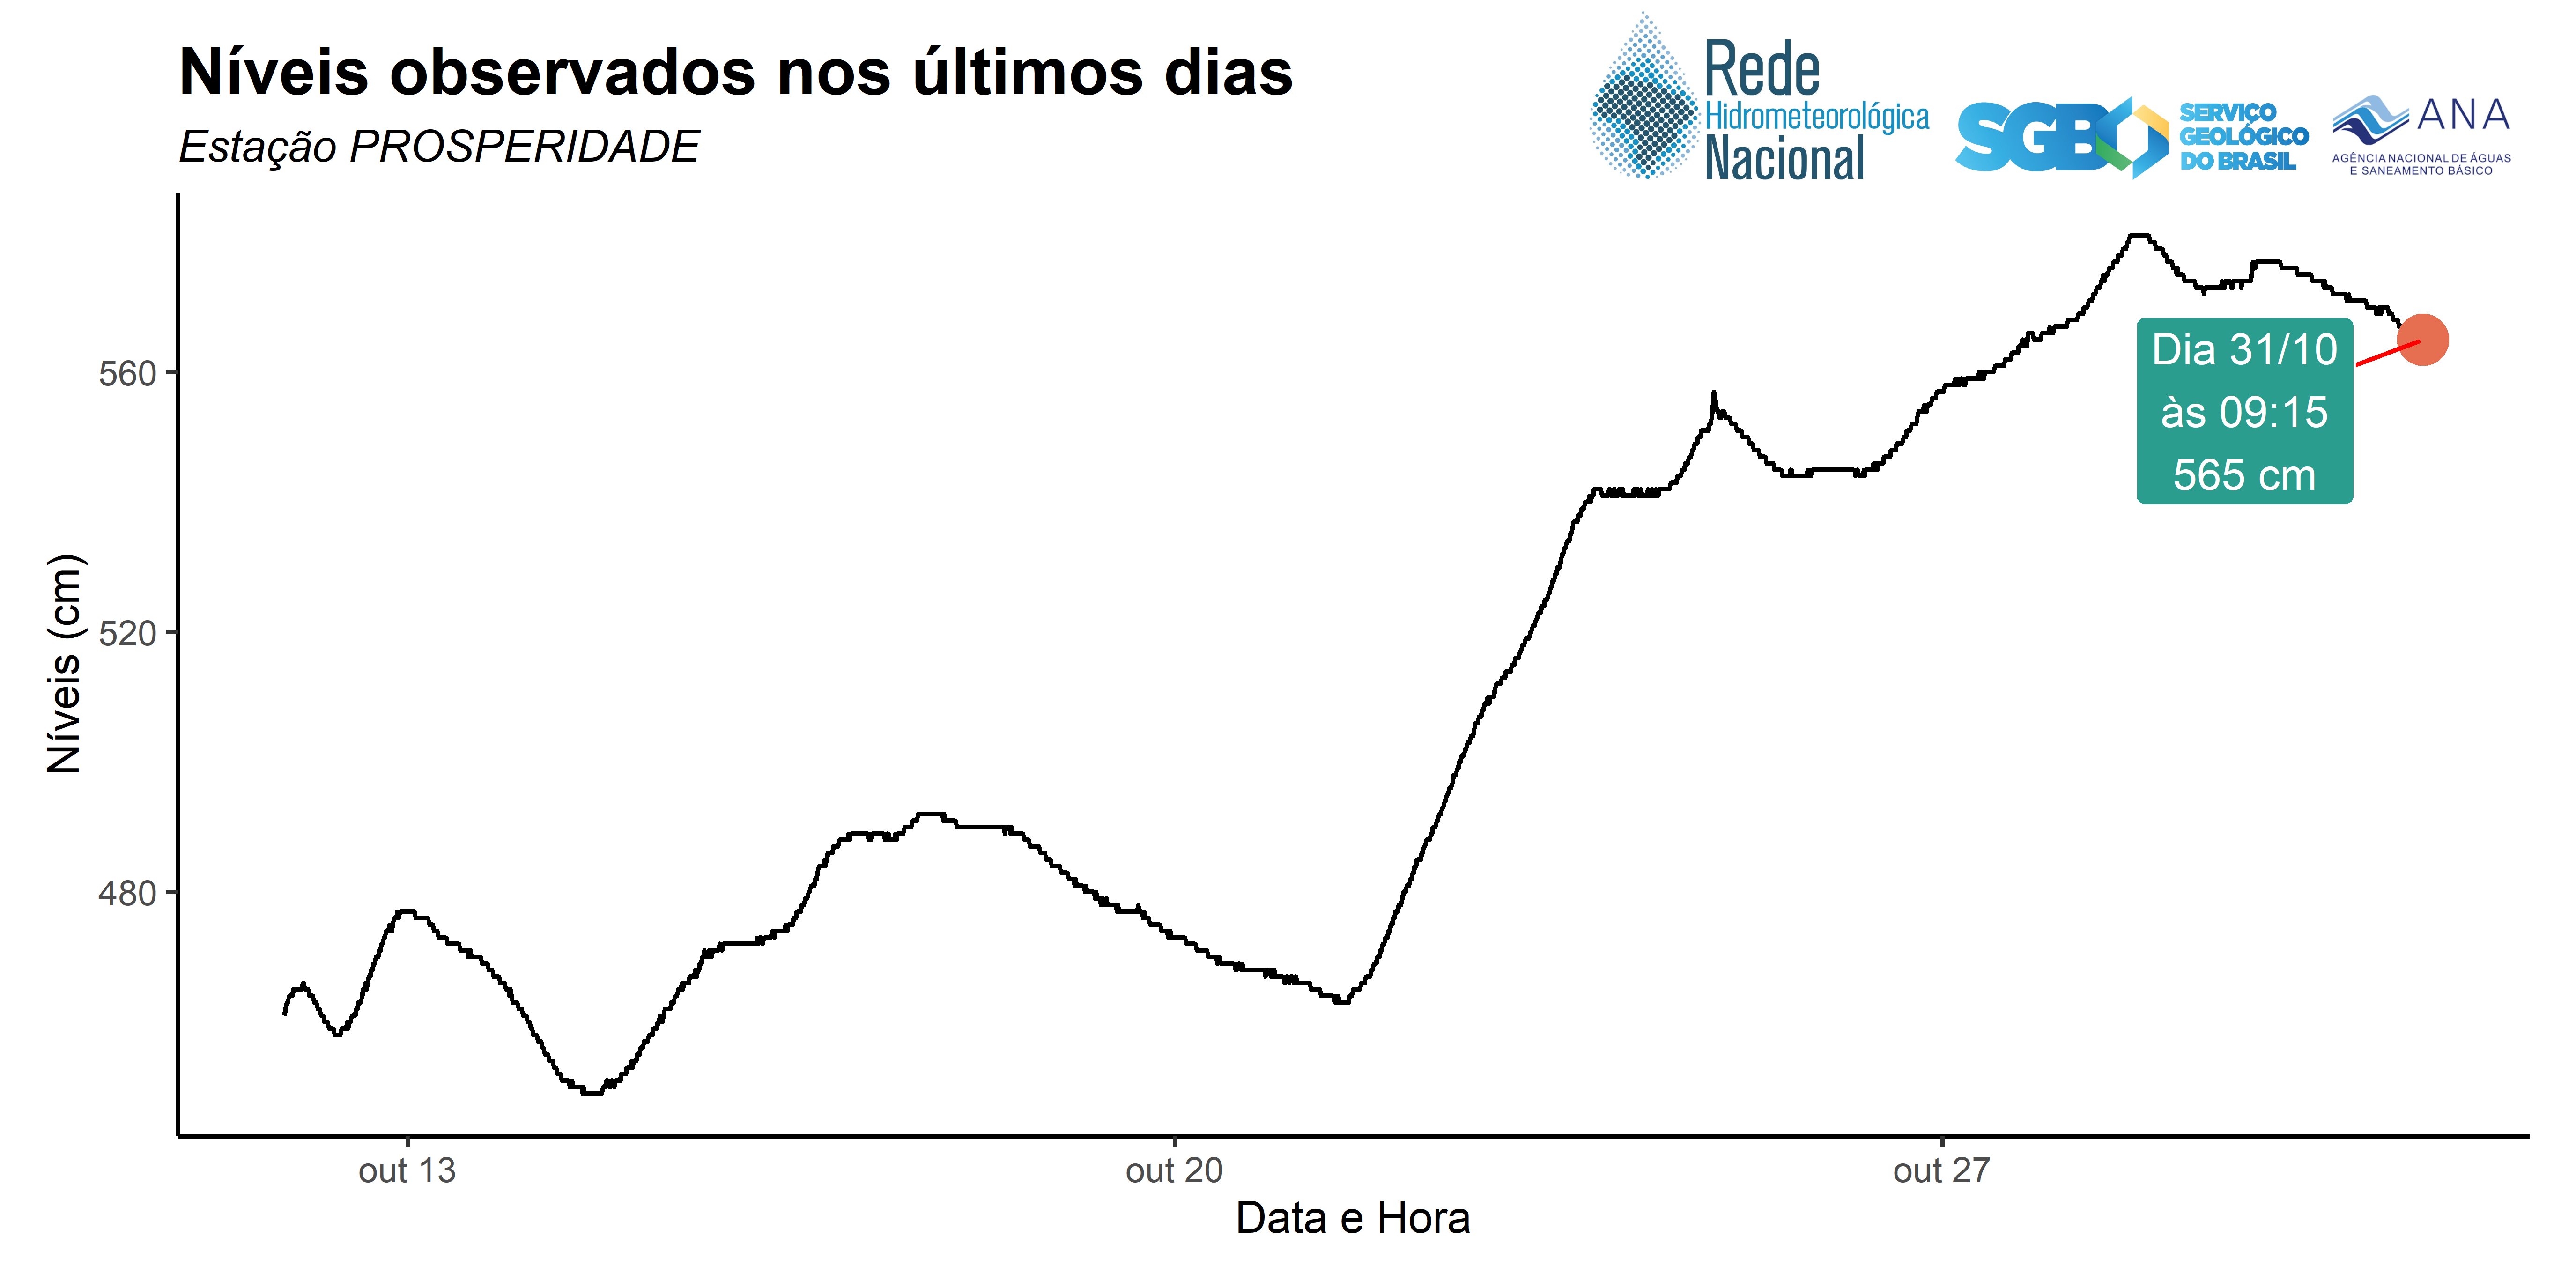 Níveis observados nos últimos dias
Estação PROSPERIDADE
Rede
Hidrometeorológica
Nacional
SGB
SERVIÇO
GEOLÓGICO
DO BRASIL
ANA
AGÊNCIA NACIONAL DE ÁGUAS
E SANEAMENTO BÁSICO
Níveis (cm)
560
520
480
Dia 31/10
às 09:15
565 cm
out 13
out 20
out 27
Data e Hora